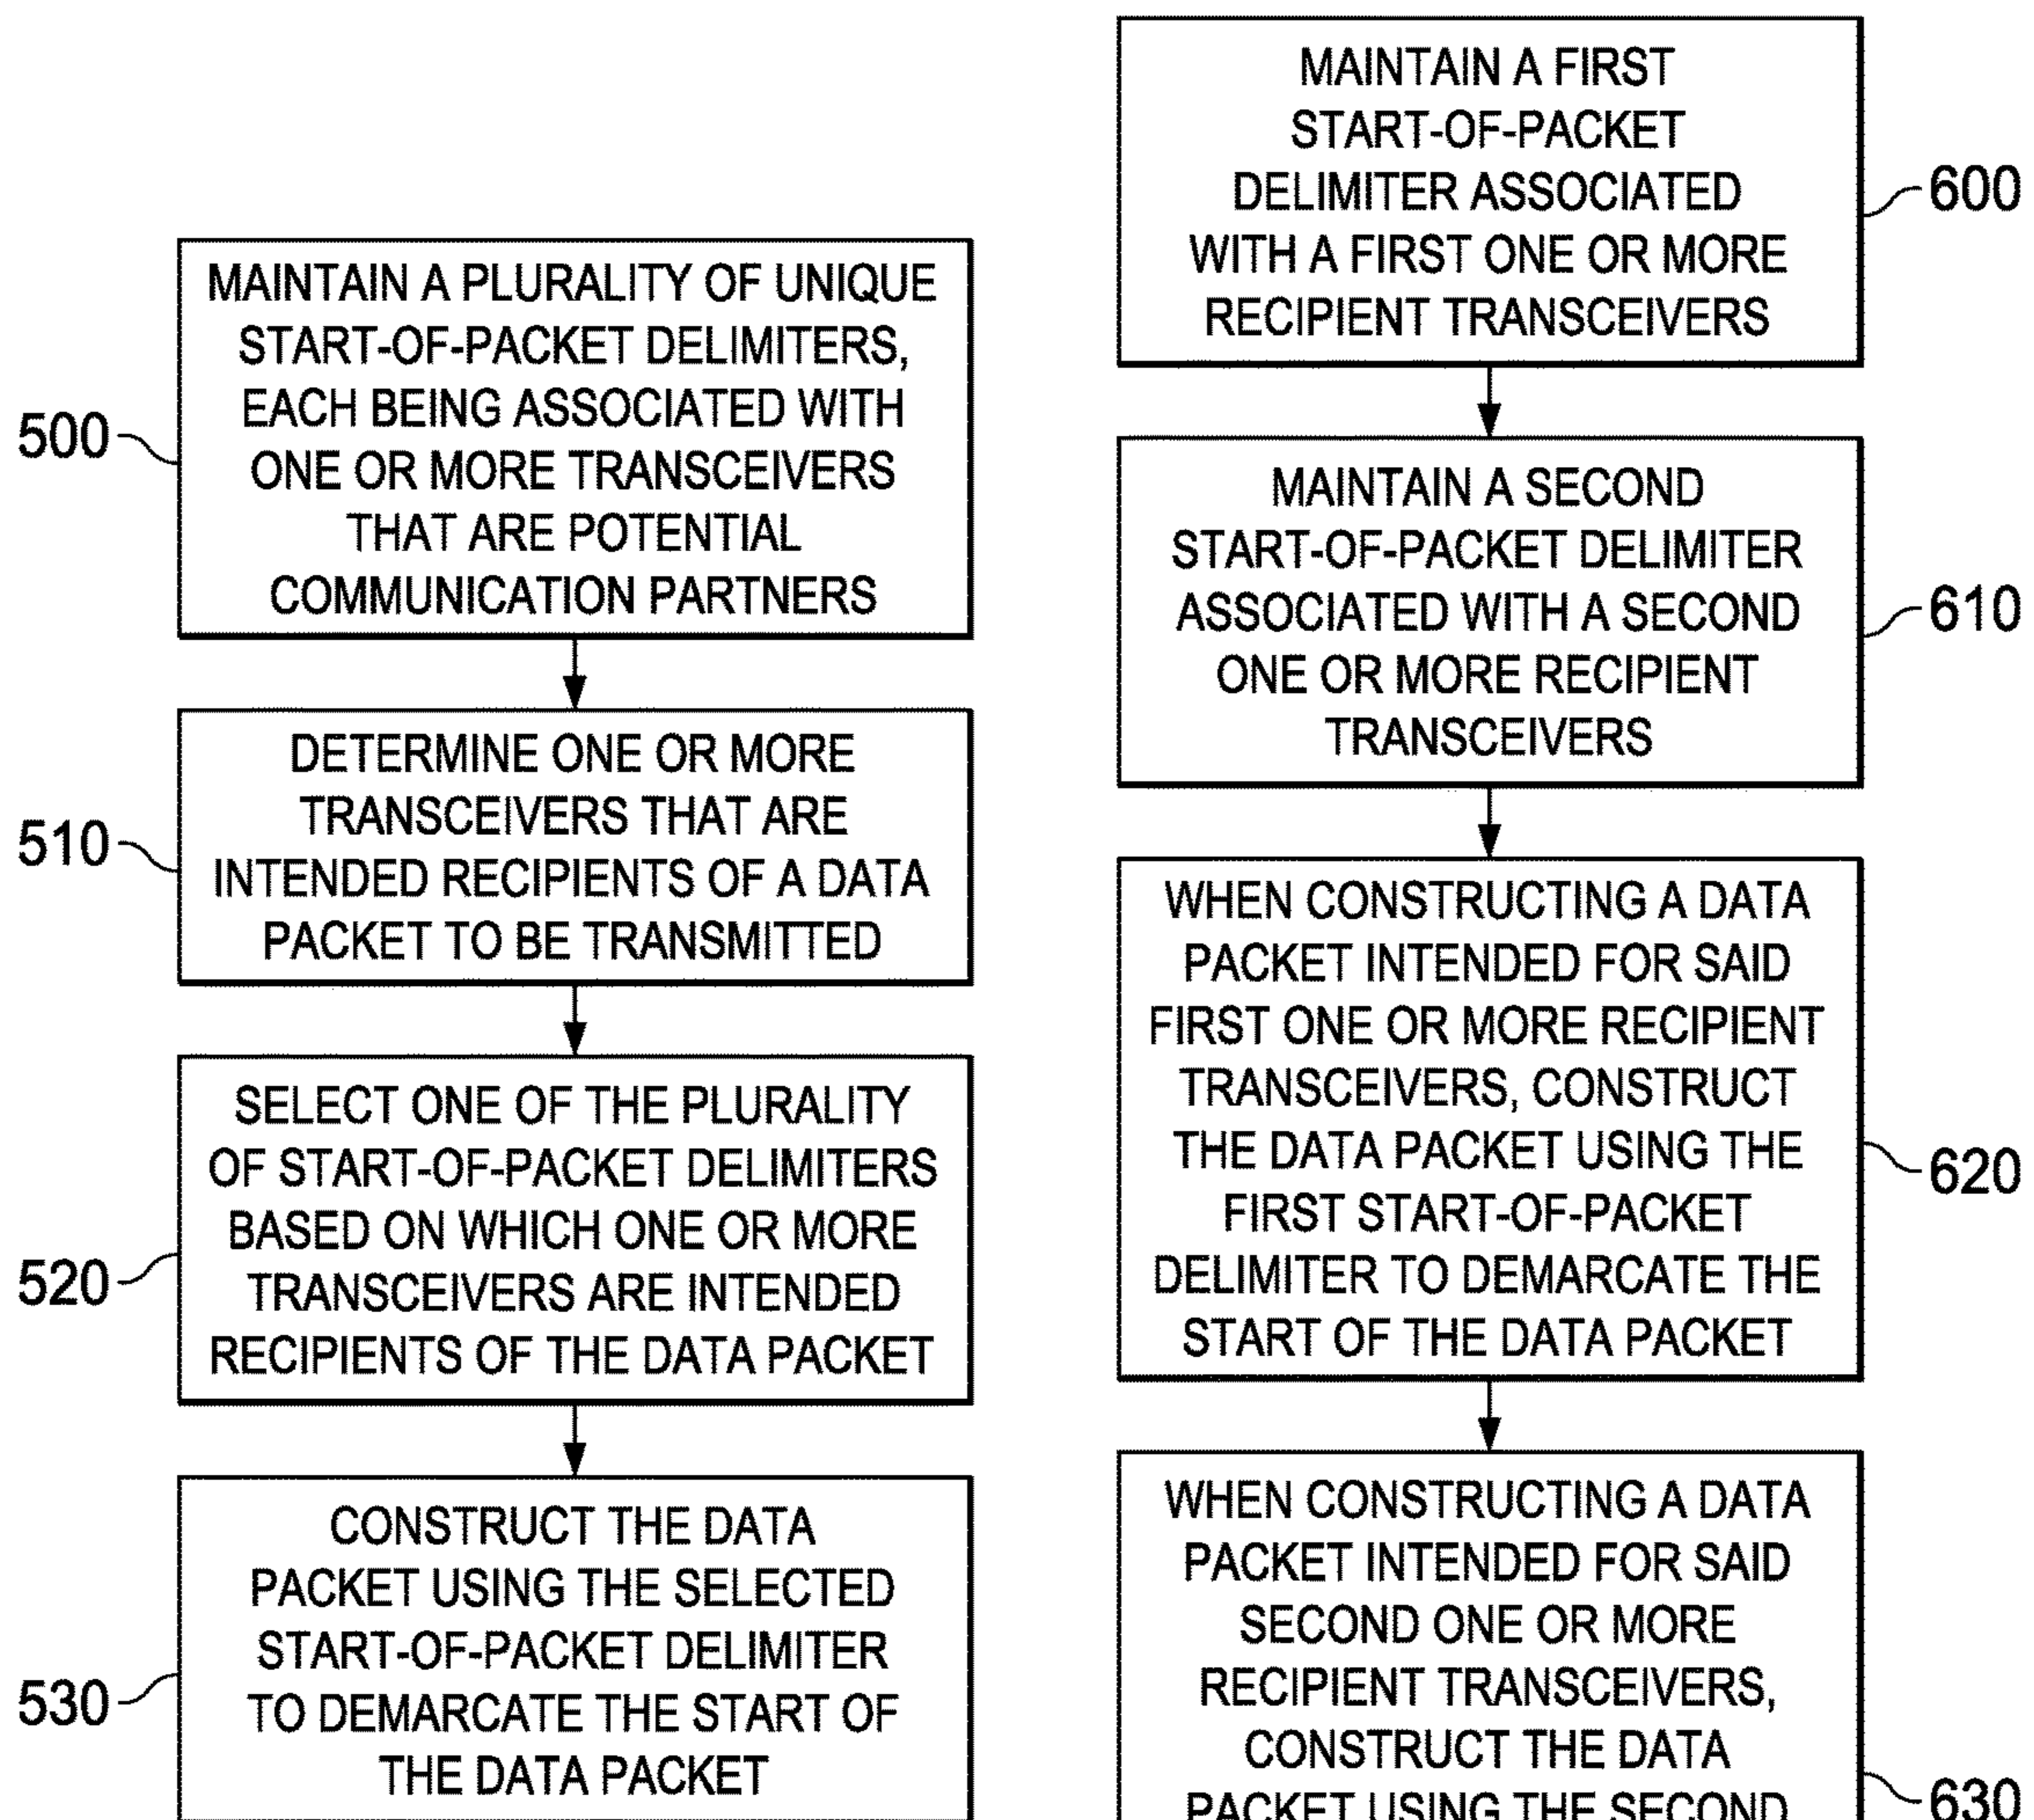 MAINTAIN A PLURALITY OF UNIQUE
START-OF-PACKET DELIMITERS,
EACH BEING ASSOCIATED WITH
ONE OR MORE TRANSCEIVERS
THAT ARE POTENTIAL
COMMUNICATION PARTNERS
500
DETERMINE ONE OR MORE
TRANSCEIVERS THAT ARE
INTENDED RECIPIENTS OF A DATA
PACKET TO BE TRANSMITTED
510
SELECT ONE OF THE PLURALITY
OF START-OF-PACKET DELIMITERS
BASED ON WHICH ONE OR MORE
TRANSCEIVERS ARE INTENDED
RECIPIENTS OF THE DATA PACKET
520
CONSTRUCT THE DATA
PACKET USING THE SELECTED
START-OF-PACKET DELIMITER
TO DEMARCATE THE START OF
THE DATA PACKET
530
MAINTAIN A FIRST
START-OF-PACKET
DELIMITER ASSOCIATED
WITH A FIRST ONE OR MORE
RECIPIENT TRANSCEIVERS
600
MAINTAIN A SECOND
START-OF-PACKET DELIMITER
ASSOCIATED WITH A SECOND
ONE OR MORE RECIPIENT
TRANSCEIVERS
610
WHEN CONSTRUCTING A DATA
PACKET INTENDED FOR SAID
FIRST ONE OR MORE RECIPIENT
TRANSCEIVERS, CONSTRUCT
THE DATA PACKET USING THE
FIRST START-OF-PACKET
DELIMITER TO DEMARCATE THE
START OF THE DATA PACKET
620
WHEN CONSTRUCTING A DATA
PACKET INTENDED FOR SAID
SECOND ONE OR MORE
RECIPIENT TRANSCEIVERS,
CONSTRUCT THE DATA
PACKET USING THE SECOND
630